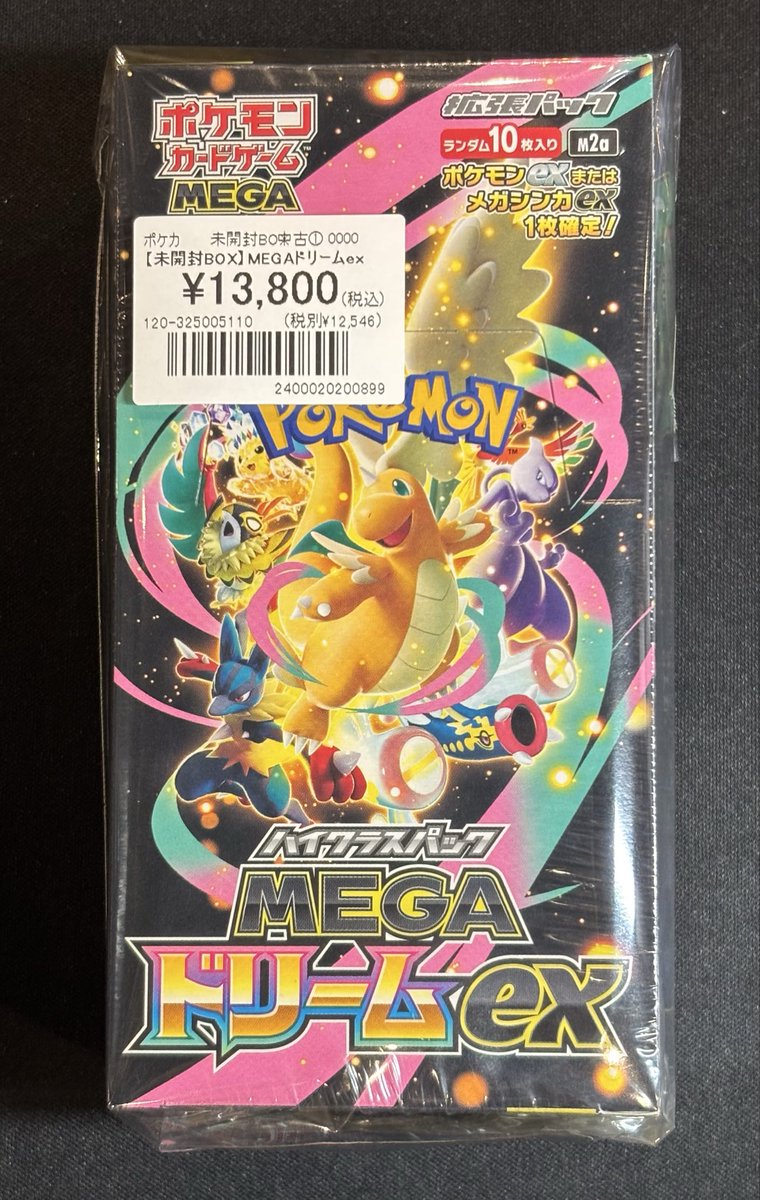 ポケモン
カードゲーム™
MEGA
拡張パック
ランダム10枚入り M2a
ポケモンexまたは
メガシンカex
1枚確定!
ポケカ 未開封BO 中古① 0000
【未開封BOX】MEGAドリームex
¥13,800(税込)
120-325005110 (税別¥12,546)
2400020200899
POKéMON
TM
ハイクラスパック
MEGA
ドリームex